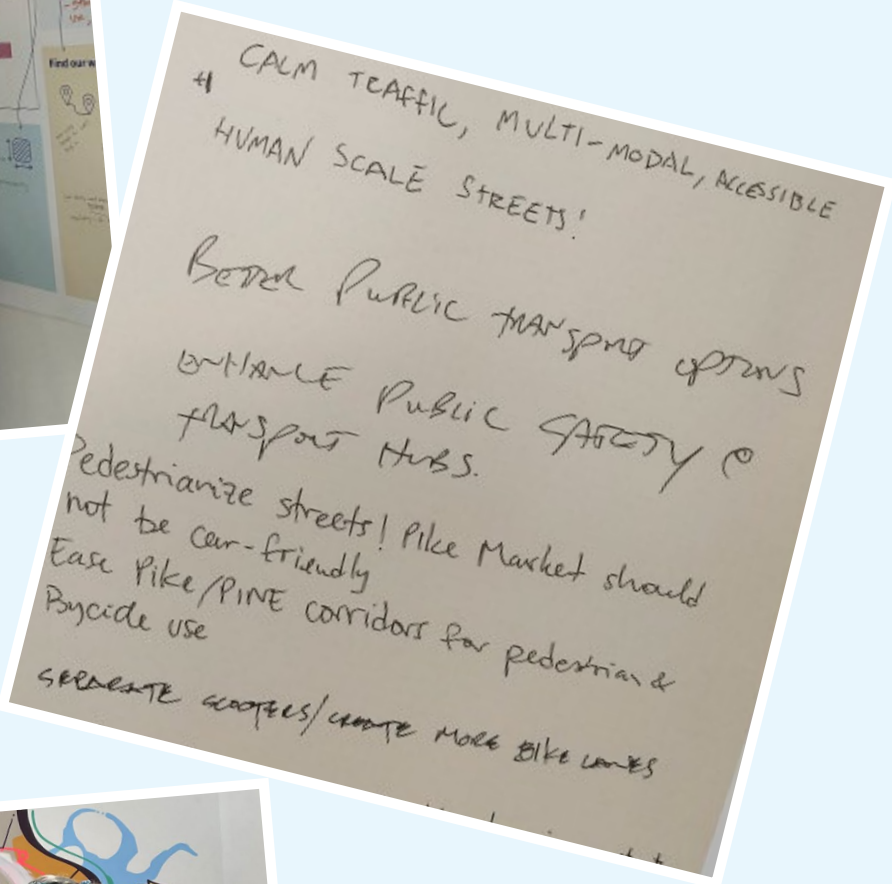 Find our w
CALM TRAFFIC, MULTI-MODAL, ACCESSIBLE
+1
HUMAN SCALE STREETS!
BETTER PUBLIC TRANSPORT OPTIONS
ENHANCE PUBLIC SAFETY @
TRANSPORT HUBS.
Pedestrianize streets! Pike Market should
not be car-friendly
Ease Pike/PINE corridors for pedestrian &
Bycicle use
SEPARATE SCOOTERS/CREATE MORE BIKE LANES